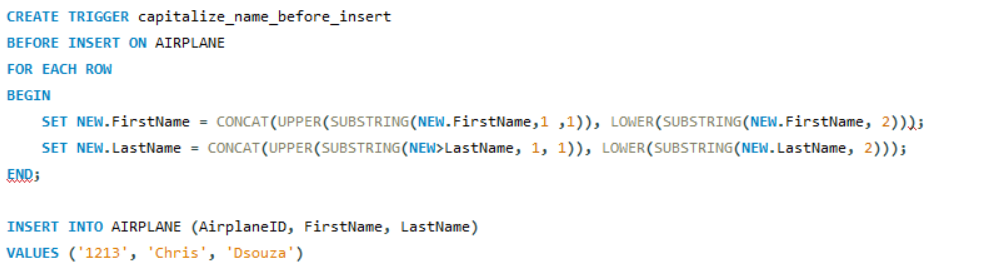 CREATE TRIGGER capitalize_name_before_insert
BEFORE INSERT ON AIRPLANE
FOR EACH ROW
BEGIN
SET NEW.FirstName = CONCAT(UPPER(SUBSTRING(NEW.FirstName,1 ,1)), LOWER(SUBSTRING(NEW.FirstName, 2)));
SET NEW.LastName = CONCAT(UPPER(SUBSTRING(NEW>LastName, 1, 1)), LOWER(SUBSTRING(NEW.LastName, 2)));
END;
INSERT INTO AIRPLANE (AirplaneID, FirstName, LastName)
VALUES ('1213', 'Chris', 'Dsouza')